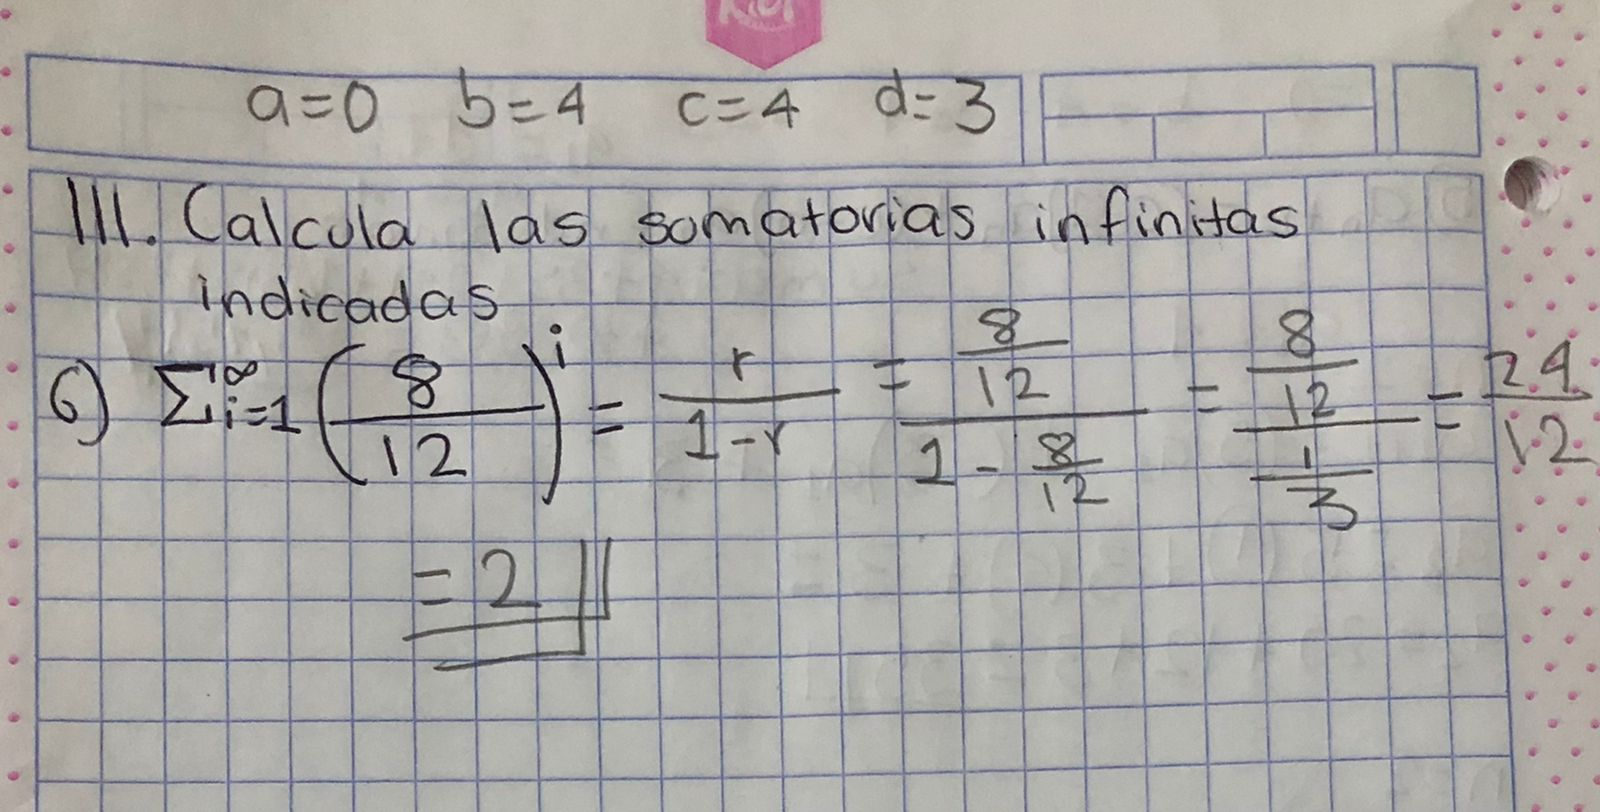 a=0 b=4 c=4 d=3
III. Calcula las somatorias infinitas
indicadas
6) ∑_{i=1}^{∞} (8/12)^i = r/(1-r) = (8/12)/(1 - 8/12) = (8/12)/(1/3) = 24/12
= 2